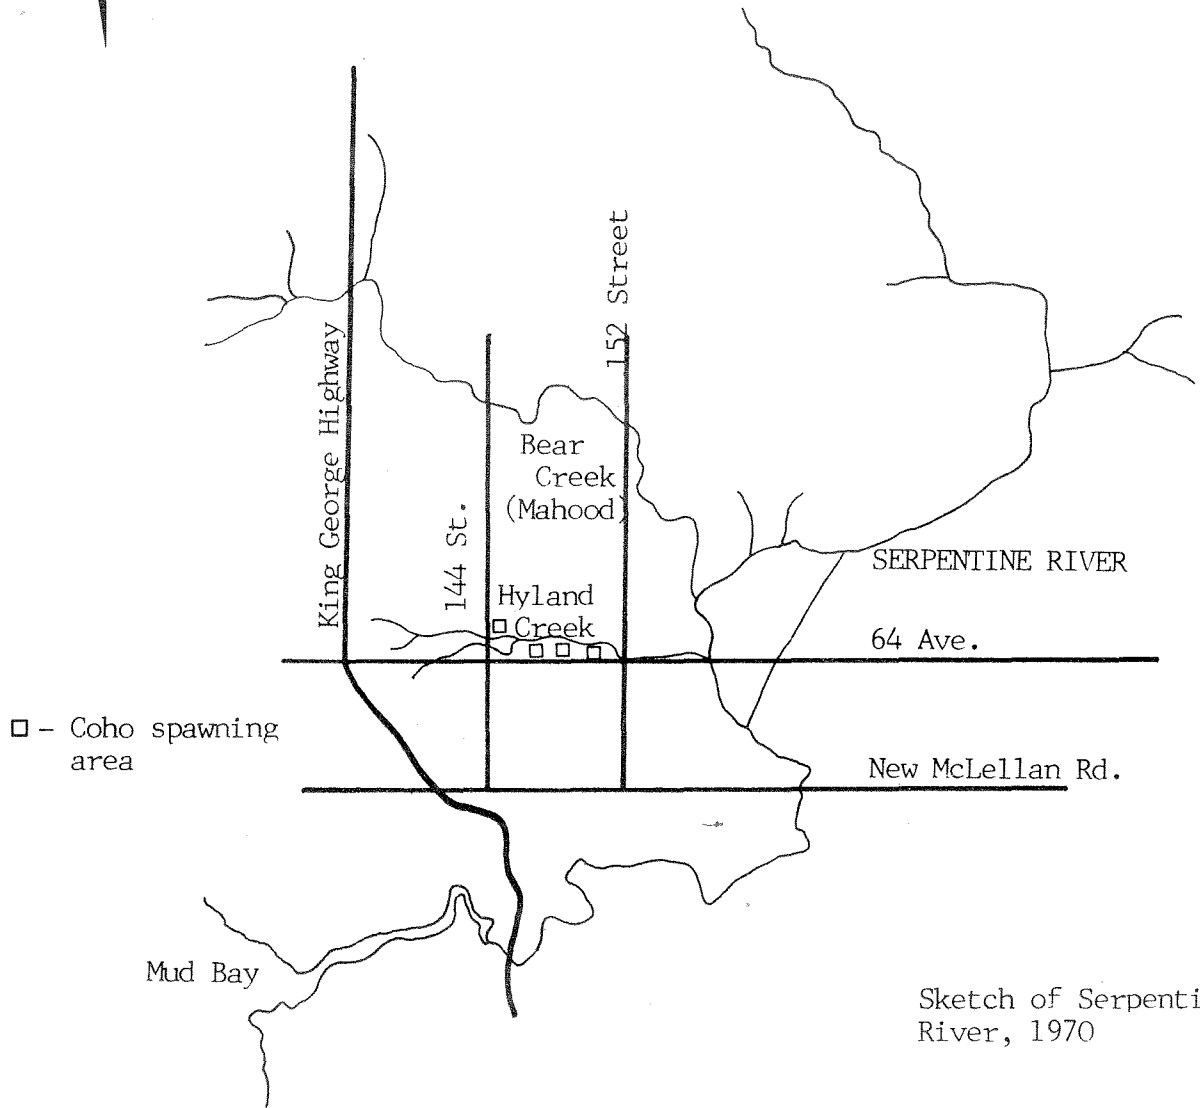 152 Street
King George Highway
Bear
Creek
(Mahood)
144 St.
SERPENTINE RIVER
Hyland
Creek
64 Ave.
□ - Coho spawning
area
New McLellan Rd.
Mud Bay
Sketch of Serpenti
River, 1970